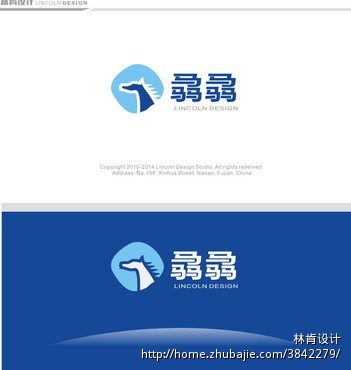 林肯设计 LINCOLN DESIGN
骉骉
LINCOLN DESIGN
Copyright 2010-2014 Lincoln Design Studio. All rights reserved.
Address: No.198, Xinhua Street, Nanan, Fujian, China
骉骉
LINCOLN DESIGN
林肯设计
http://home.zhubajie.com/3842279/